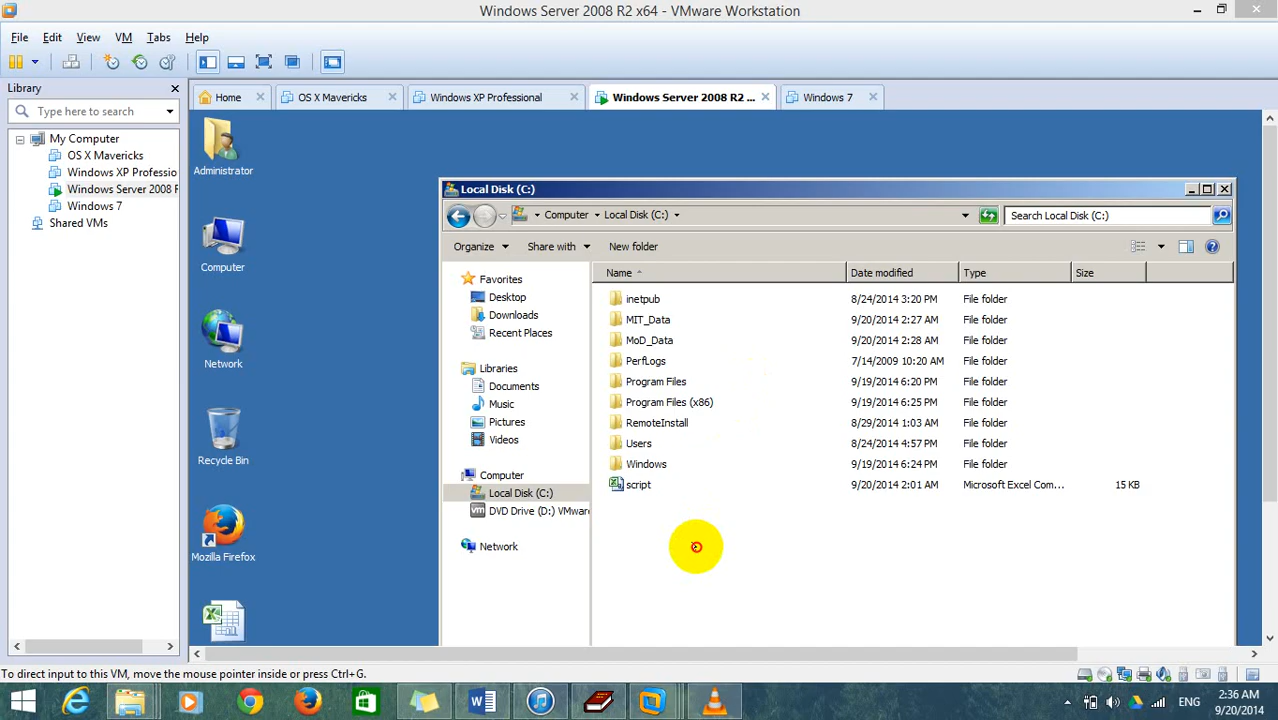 Windows Server 2008 R2 x64 - VMware Workstation
File Edit View VM Tabs Help
Library
Type here to search
My Computer
OS X Mavericks
Windows XP Professio
Windows Server 2008 F
Windows 7
Shared VMs
Home
OS X Mavericks
Windows XP Professional
Windows Server 2008 R2 ...
Windows 7
Administrator
Computer
Network
Recycle Bin
Mozilla Firefox
Local Disk (C:)
Computer Local Disk (C:)
Search Local Disk (C:)
Organize Share with New folder
Favorites
Desktop
Downloads
Recent Places
Libraries
Documents
Music
Pictures
Videos
Computer
Local Disk (C:)
DVD Drive (D:) VMware
Network
Name Date modified Type Size
inetpub 8/24/2014 3:20 PM File folder
MIT_Data 9/20/2014 2:27 AM File folder
MoD_Data 9/20/2014 2:28 AM File folder
PerfLogs 7/14/2009 10:20 AM File folder
Program Files 9/19/2014 6:20 PM File folder
Program Files (x86) 9/19/2014 6:25 PM File folder
RemoteInstall 8/29/2014 1:03 AM File folder
Users 8/24/2014 4:57 PM File folder
Windows 9/19/2014 6:24 PM File folder
script 9/20/2014 2:01 AM Microsoft Excel Com... 15 KB
To direct input to this VM, move the mouse pointer inside or press Ctrl+G.
ENG
2:36 AM
9/20/2014